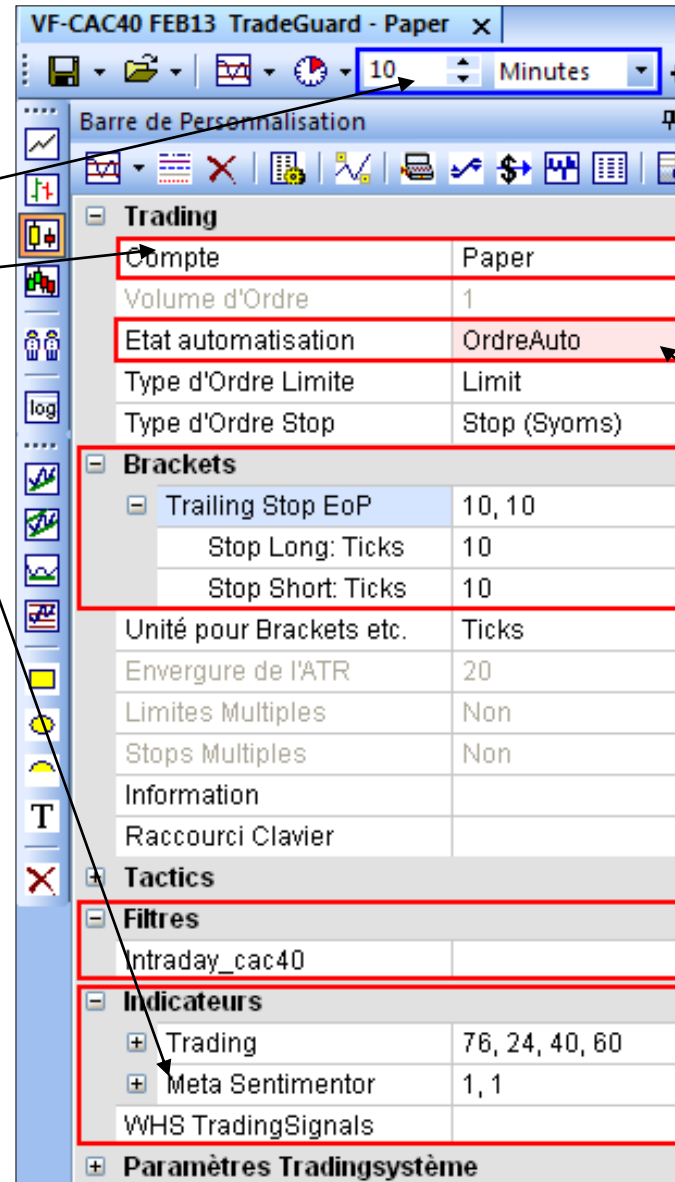 VF-CAC40 FEB13 TradeGuard - Paper x
10 Minutes
Barre de Personnalisation
Trading
Compte Paper
Volume d'Ordre 1
Etat automatisation OrdreAuto
Type d'Ordre Limite Limit
Type d'Ordre Stop Stop (Syoms)
log
Brackets
Trailing Stop EoP 10, 10
Stop Long: Ticks 10
Stop Short: Ticks 10
Unité pour Brackets etc. Ticks
Envergure de l'ATR 20
Limites Multiples Non
Stops Multiples Non
Information
T
Raccourci Clavier
Tactics
Filtres
Intraday_cac40
Indicateurs
Trading 76, 24, 40, 60
Meta Sentimentor 1, 1
WHS TradingSignals
Paramètres Tradingsystème